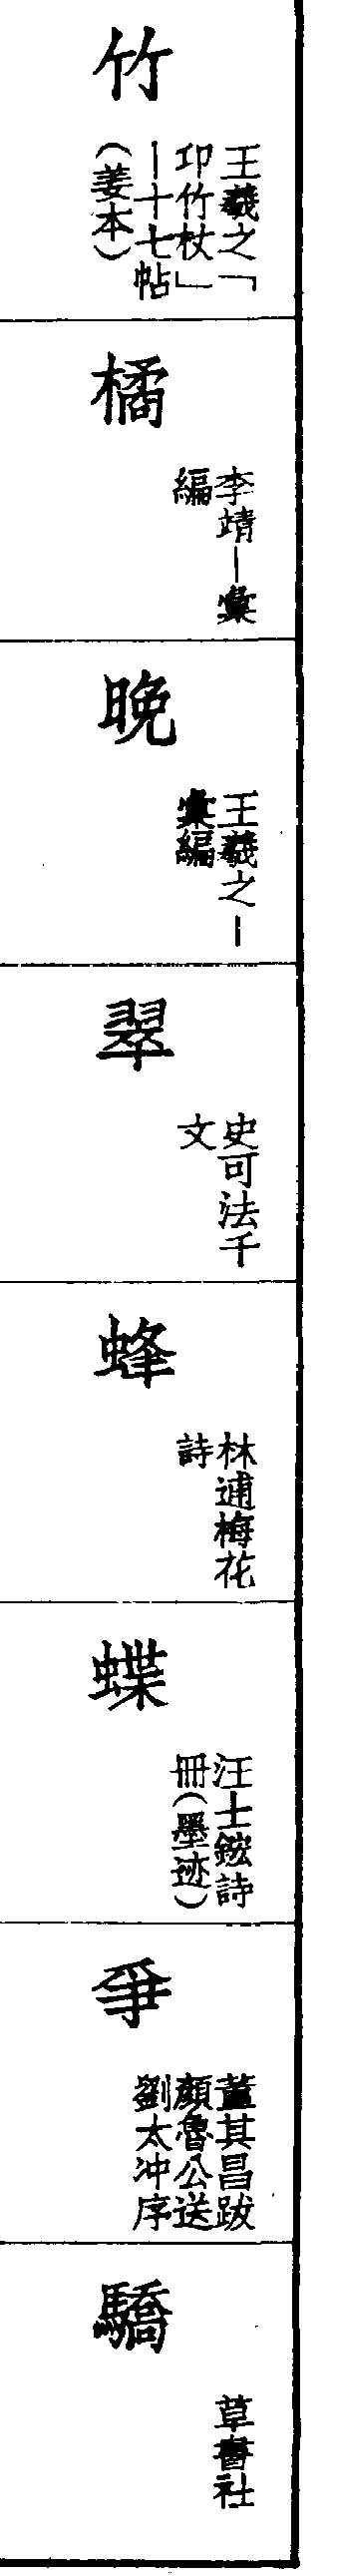 竹
王羲之「
卭竹杖」
—十七帖
(姜本)
橘
李靖—彙
編
晚
王羲之—
彙編
翠
史可法千
文
蜂
林逋梅花
詩
蝶
汪士鋐詩
冊(墨迹)
爭
董其昌跋
顏魯公送
劉太冲序
驕
草書社